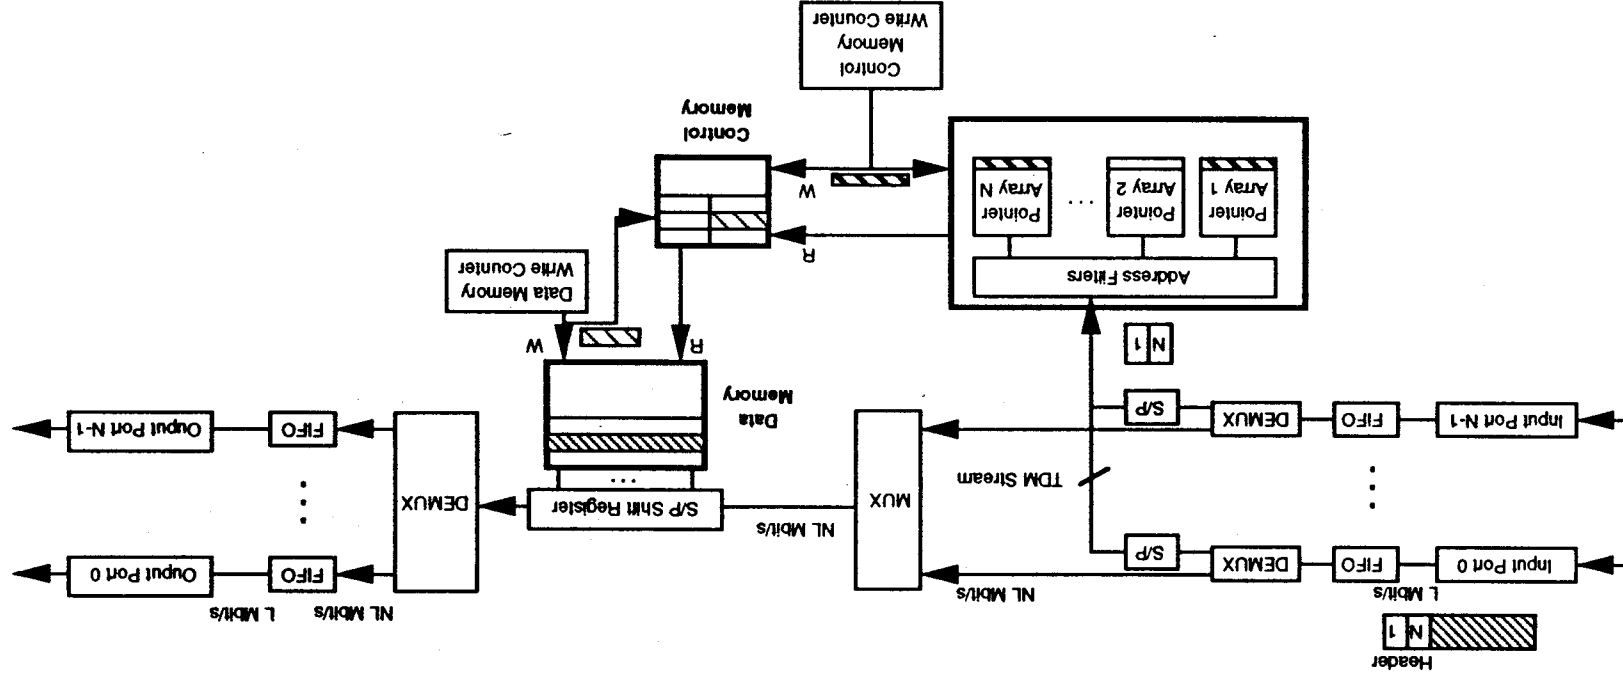 Header
N 1
L Mbit/s
NL Mbit/s
NL Mbit/s
L Mbit/s
Input Port 0
FIFO
DEMUX
S/P
FIFO
Ouput Port 0
TDM Stream
MUX
NL Mbit/s
S/P Shift Register
...
DEMUX
Input Port N-1
FIFO
DEMUX
S/P
Data
Memory
FIFO
Ouput Port N-1
N 1
R
W
Address Filters
Data Memory
Write Counter
Pointer
Array 1
Pointer
Array 2
...
Pointer
Array N
R
W
Control
Memory
Control
Memory
Write Counter